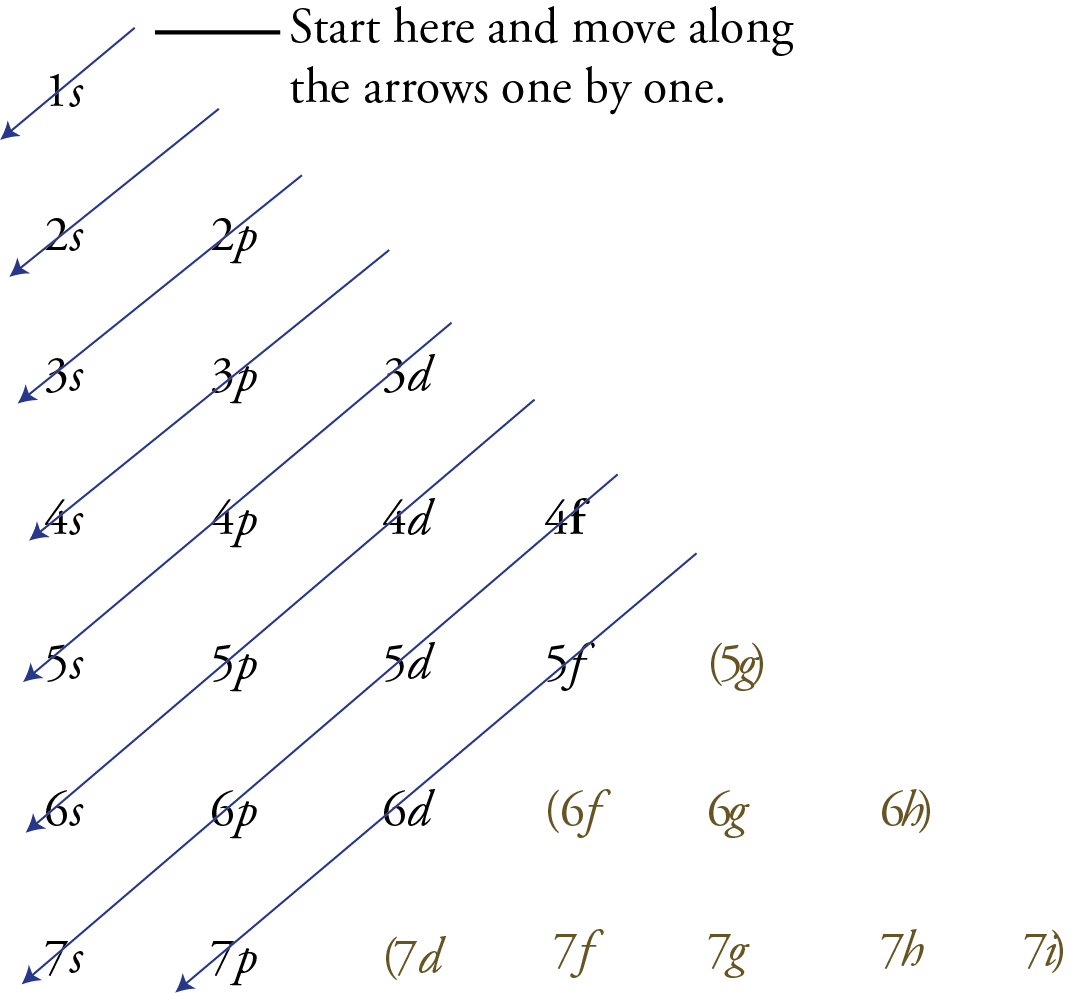 Start here and move along
the arrows one by one.
1s
2s 2p
3s 3p 3d
4s 4p 4d 4f
5s 5p 5d 5f (5g)
6s 6p 6d (6f 6g 6h)
7s 7p (7d 7f 7g 7h 7i)